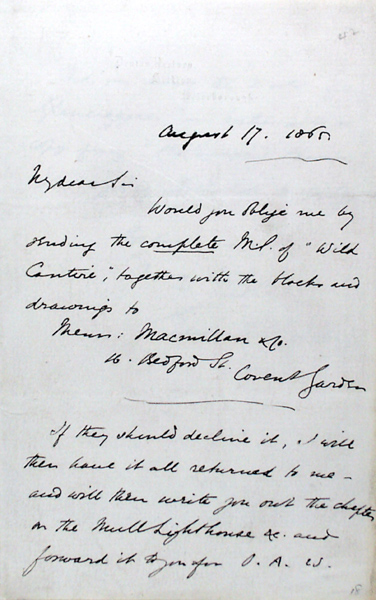 August 17. 1865
My dear Sir
Would you oblige me by
sending the complete M.S. of "Wild
Cantire", together with the blocks and
drawings to
Messrs: Macmillan & Co.
16. Bedford St.
Covent Garden
If they should decline it, I will
then have it all returned to me –
and will then write you out the chapter
on the Mull Lighthouse &c. and
forward it to you for O. A. W.